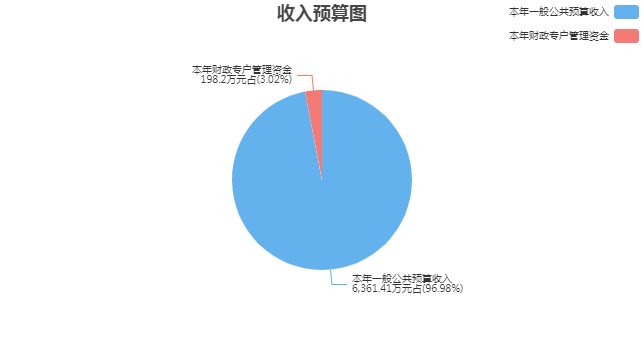 收入预算图
本年一般公共预算收入
本年财政专户管理资金
本年财政专户管理资金
198.2万元占(3.02%)
本年一般公共预算收入
6,361.41万元占(96.98%)